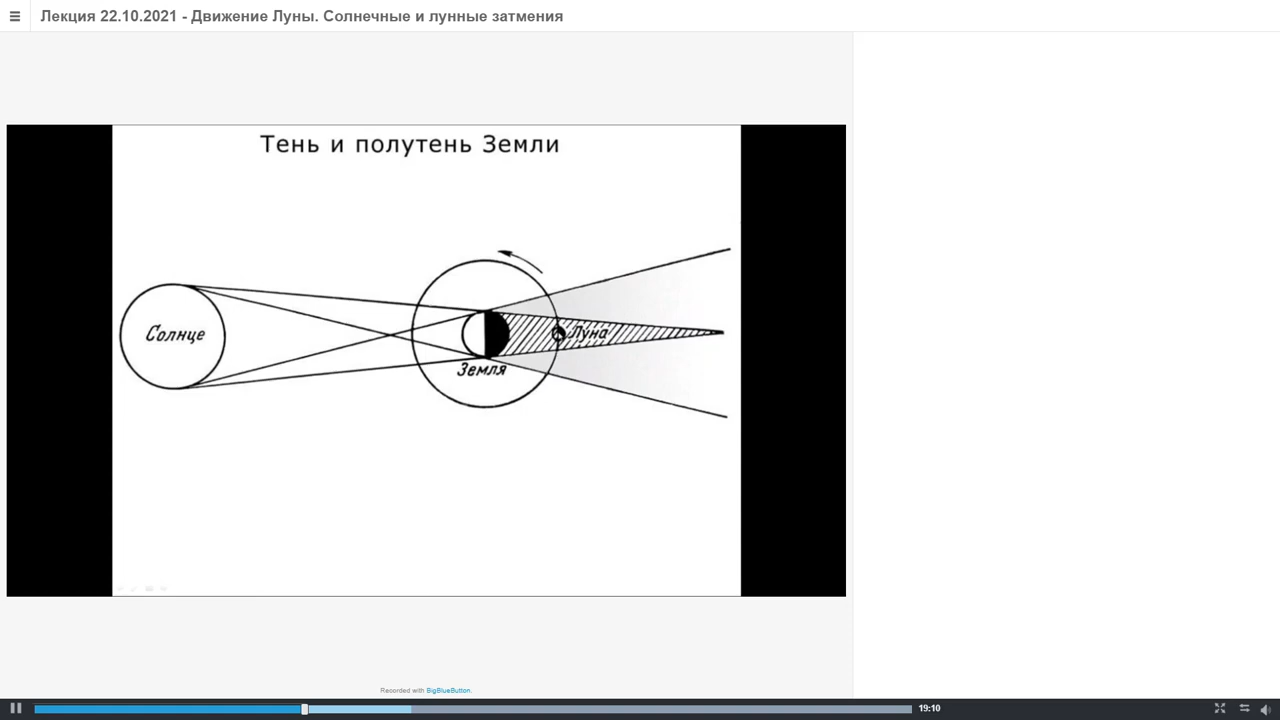 Лекция 22.10.2021 - Движение Луны. Солнечные и лунные затмения
Тень и полутень Земли
Солнце
Луна
Земля
Recorded with BigBlueButton.
19:10